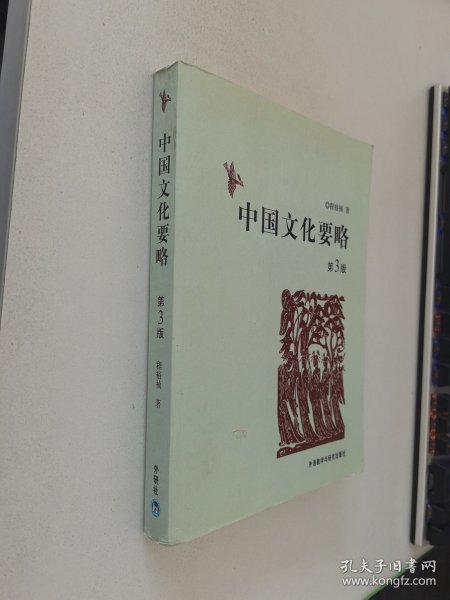 中国文化要略
第3版
程裕祯 著
外研社
◎程裕祯 著
中国文化要略
第3版
外语教学与研究出版社
孔夫子旧书网
www.kongfz.com